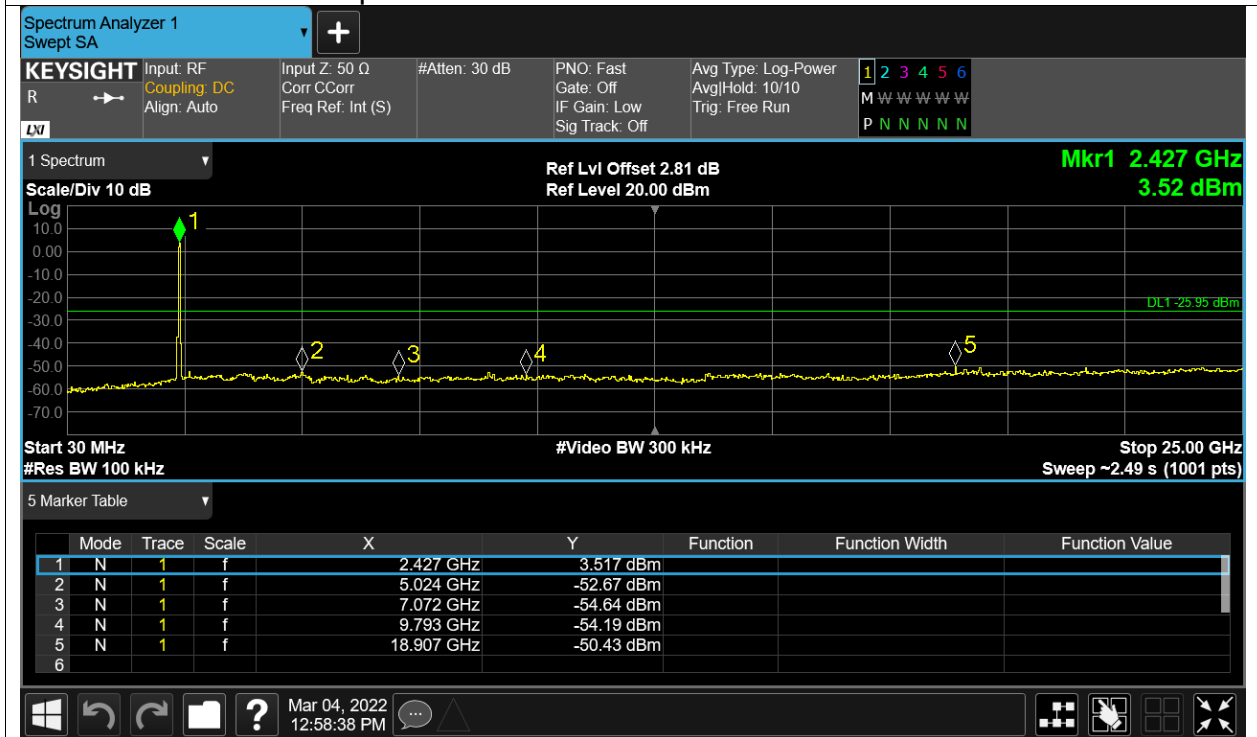 Spectrum Analyzer 1
Swept SA
KEYSIGHT
R
LXI
Input: RF
Coupling: DC
Align: Auto
Input Z: 50 Ω
Corr CCorr
Freq Ref: Int (S)
#Atten: 30 dB
PNO: Fast
Gate: Off
IF Gain: Low
Sig Track: Off
Avg Type: Log-Power
Avg|Hold: 10/10
Trig: Free Run
1 2 3 4 5 6
M W W W W W
P N N N N N
1 Spectrum
Scale/Div 10 dB
Ref Lvl Offset 2.81 dB
Ref Level 20.00 dBm
Mkr1 2.427 GHz
3.52 dBm
Log
10.0
0.00
-10.0
-20.0
-30.0
-40.0
-50.0
-60.0
-70.0
1
2
3
4
5
DL1 -25.95 dBm
Start 30 MHz
#Video BW 300 kHz
Stop 25.00 GHz
#Res BW 100 kHz
Sweep ~2.49 s (1001 pts)
5 Marker Table
Mode Trace Scale X Y Function Function Width Function Value
1 N 1 f 2.427 GHz 3.517 dBm
2 N 1 f 5.024 GHz -52.67 dBm
3 N 1 f 7.072 GHz -54.64 dBm
4 N 1 f 9.793 GHz -54.19 dBm
5 N 1 f 18.907 GHz -50.43 dBm
6
?
Mar 04, 2022
12:58:38 PM